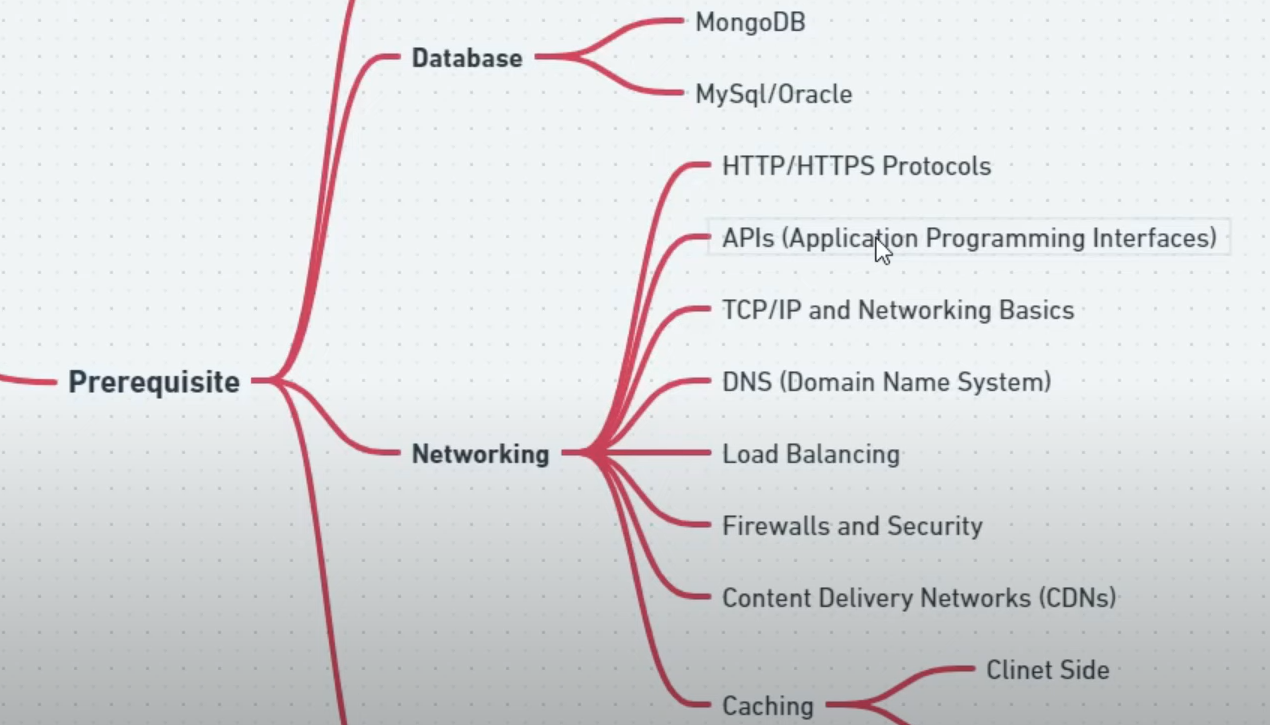 MongoDB
Database
MySql/Oracle
HTTP/HTTPS Protocols
APIs (Application Programming Interfaces)
TCP/IP and Networking Basics
Prerequisite
DNS (Domain Name System)
Networking
Load Balancing
Firewalls and Security
Content Delivery Networks (CDNs)
Clinet Side
Caching